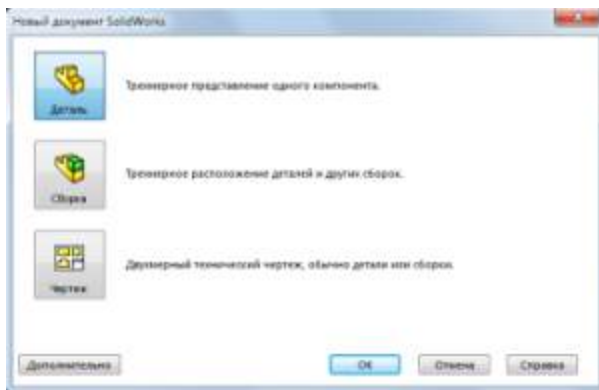 Новый документ SolidWorks
Трехмерное представление одного компонента.
Деталь
Трехмерное расположение деталей и других сборок.
Сборка
Двухмерный технический чертеж, обычно детали или сборки.
Чертеж
Дополнительно
OK
Отмена
Справка